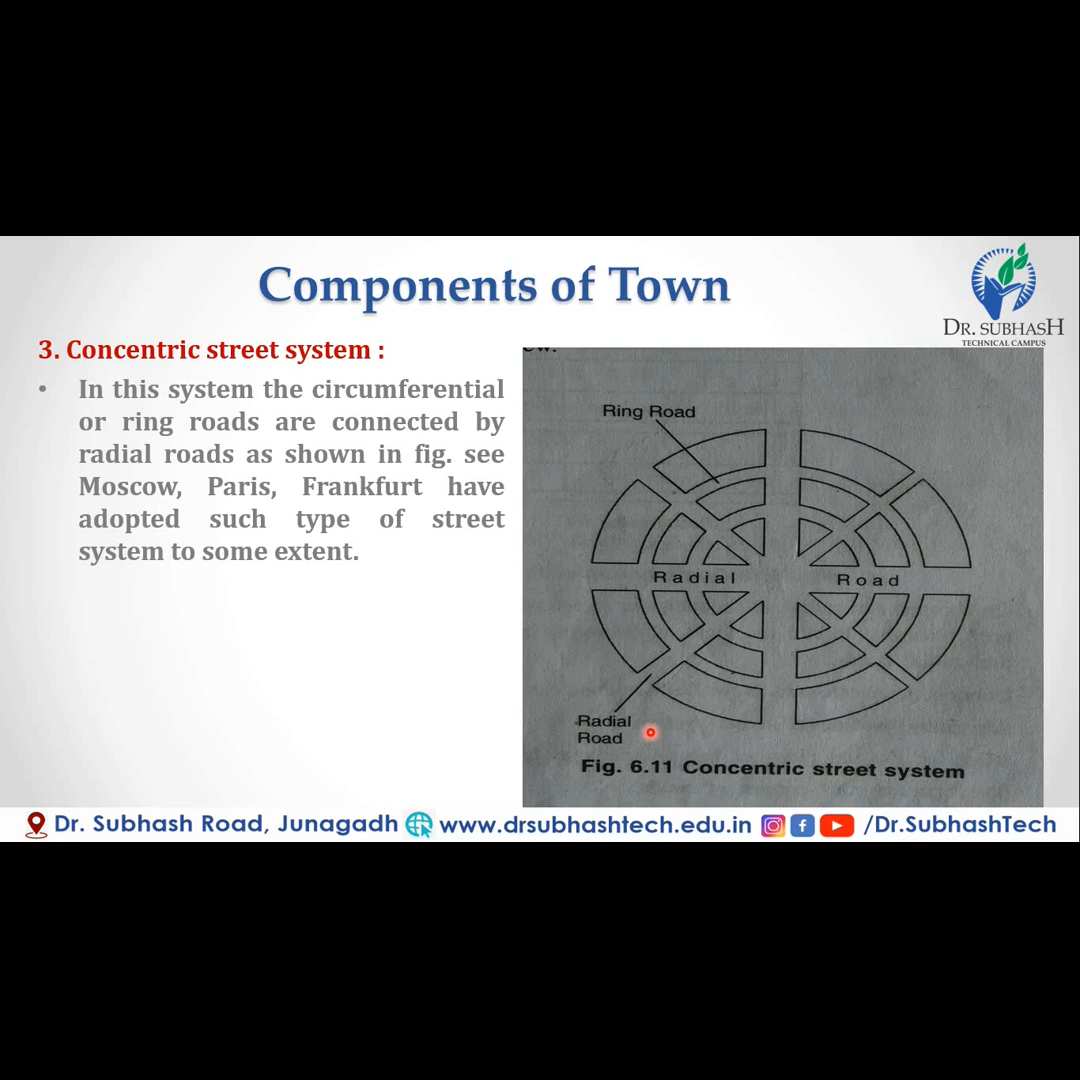 Components of Town
DR. SUBHASH
TECHNICAL CAMPUS
3. Concentric street system :
• In this system the circumferential
or ring roads are connected by
radial roads as shown in fig. see
Moscow, Paris, Frankfurt have
adopted such type of street
system to some extent.
Ring Road
Radial Road
Radial
Road
Fig. 6.11 Concentric street system
Dr. Subhash Road, Junagadh www.drsubhashtech.edu.in /Dr.SubhashTech